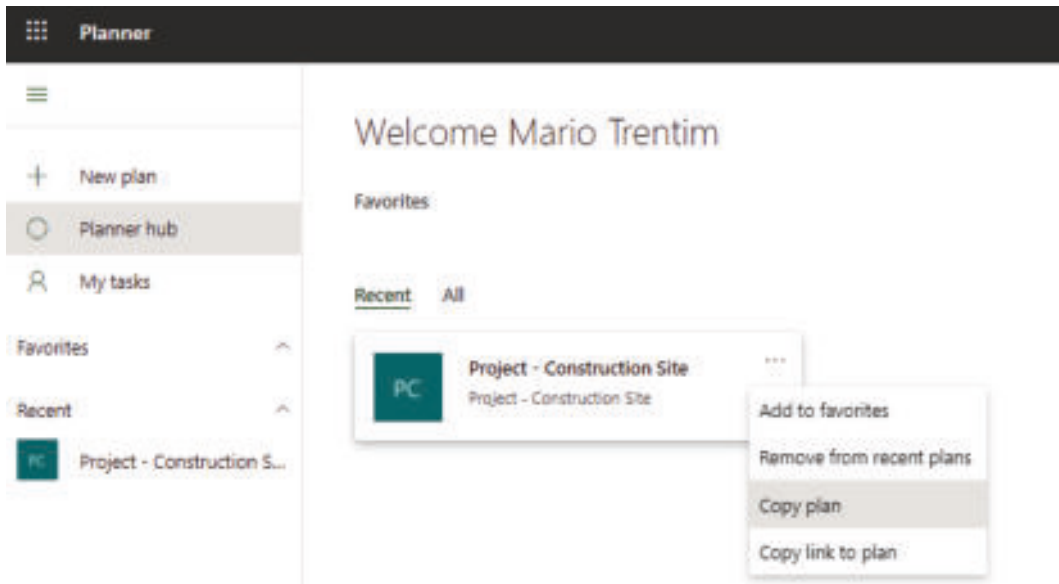 Planner
New plan
Planner hub
My tasks
Favorites
Recent
PC
Project - Construction S...
Welcome Mario Trentim
Favorites
Recent All
PC
Project - Construction Site
Project - Construction Site
...
Add to favorites
Remove from recent plans
Copy plan
Copy link to plan